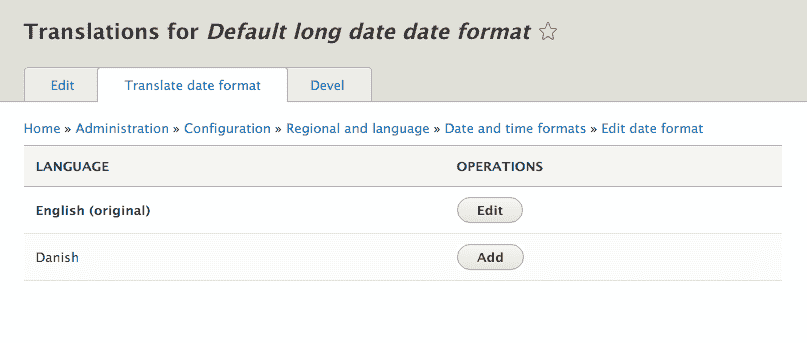 Translations for Default long date date format
Edit Translate date format Devel
Home » Administration » Configuration » Regional and language » Date and time formats » Edit date format
LANGUAGE OPERATIONS
English (original) Edit
Danish Add